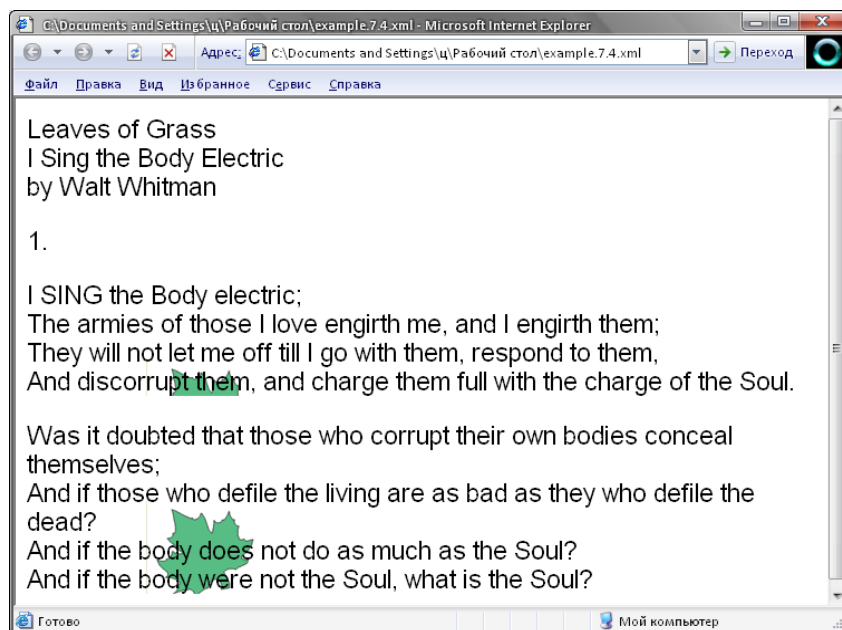 C:\Documents and Settings\ц\Рабочий стол\example.7.4.xml - Microsoft Internet Explorer
Адрес: C:\Documents and Settings\ц\Рабочий стол\example.7.4.xml Переход
Файл Правка Вид Избранное Сервис Справка
Leaves of Grass
I Sing the Body Electric
by Walt Whitman
1.
I SING the Body electric;
The armies of those I love engirth me, and I engirth them;
They will not let me off till I go with them, respond to them,
And discorrupt them, and charge them full with the charge of the Soul.
Was it doubted that those who corrupt their own bodies conceal
themselves;
And if those who defile the living are as bad as they who defile the
dead?
And if the body does not do as much as the Soul?
And if the body were not the Soul, what is the Soul?
Готово Мой компьютер